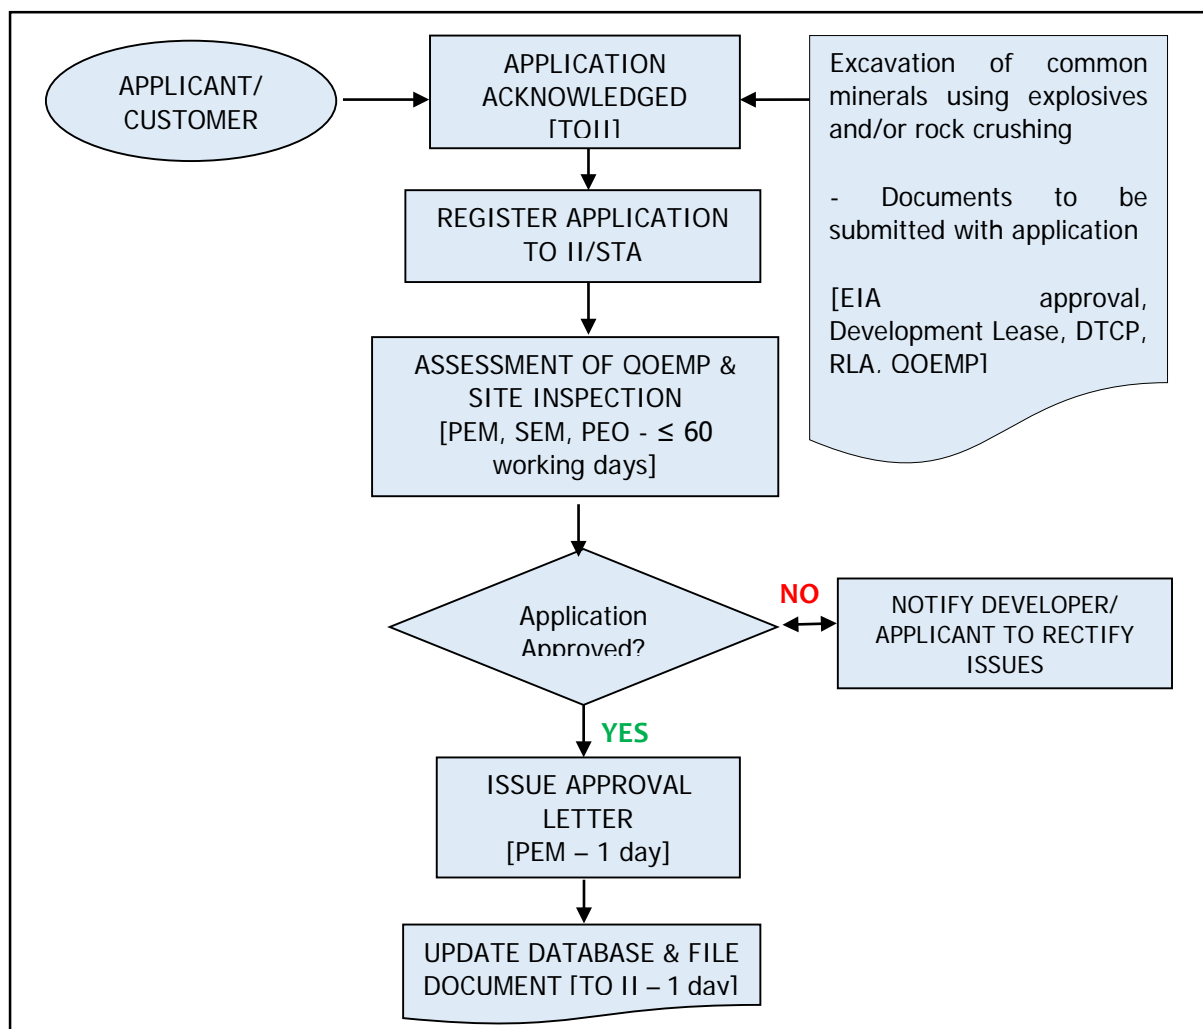 APPLICANT/
CUSTOMER
APPLICATION
ACKNOWLEDGED
[TOII]
Excavation of common
minerals using explosives
and/or rock crushing
- Documents to be
submitted with application
[EIA approval,
Development Lease, DTCP,
RLA, QOEMP]
REGISTER APPLICATION
TO II/STA
ASSESSMENT OF QOEMP &
SITE INSPECTION
[PEM, SEM, PEO - ≤ 60
working days]
Application
Approved?
NO
NOTIFY DEVELOPER/
APPLICANT TO RECTIFY
ISSUES
YES
ISSUE APPROVAL
LETTER
[PEM – 1 day]
UPDATE DATABASE & FILE
DOCUMENT [TO II – 1 day]